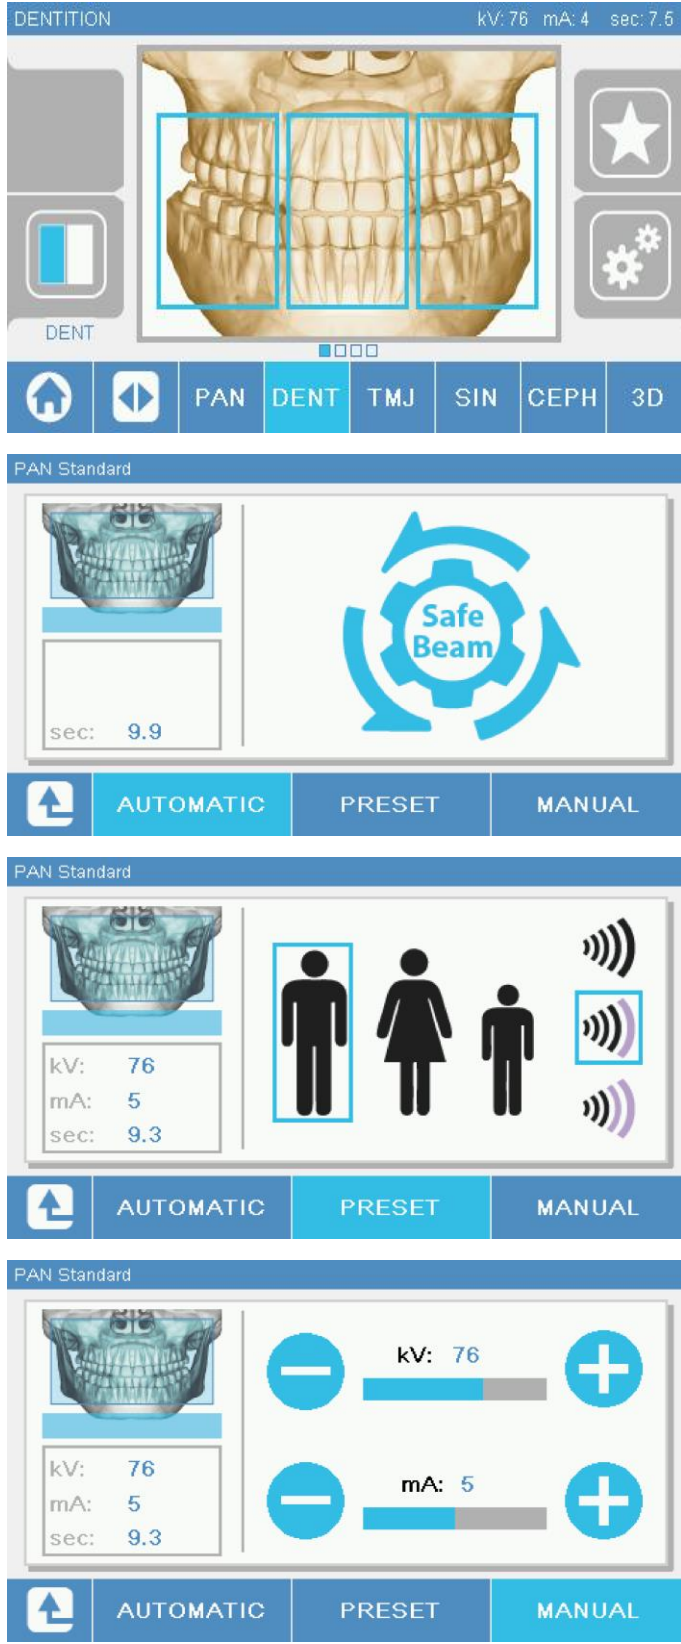 DENTITION kV: 76 mA: 4 sec: 7.5
DENT
PAN DENT TMJ SIN CEPH 3D
PAN Standard
Safe
Beam
sec: 9.9
AUTOMATIC PRESET MANUAL
PAN Standard
kV: 76
mA: 5
sec: 9.3
AUTOMATIC PRESET MANUAL
PAN Standard
kV: 76
kV: 76
mA: 5
mA: 5
sec: 9.3
AUTOMATIC PRESET MANUAL